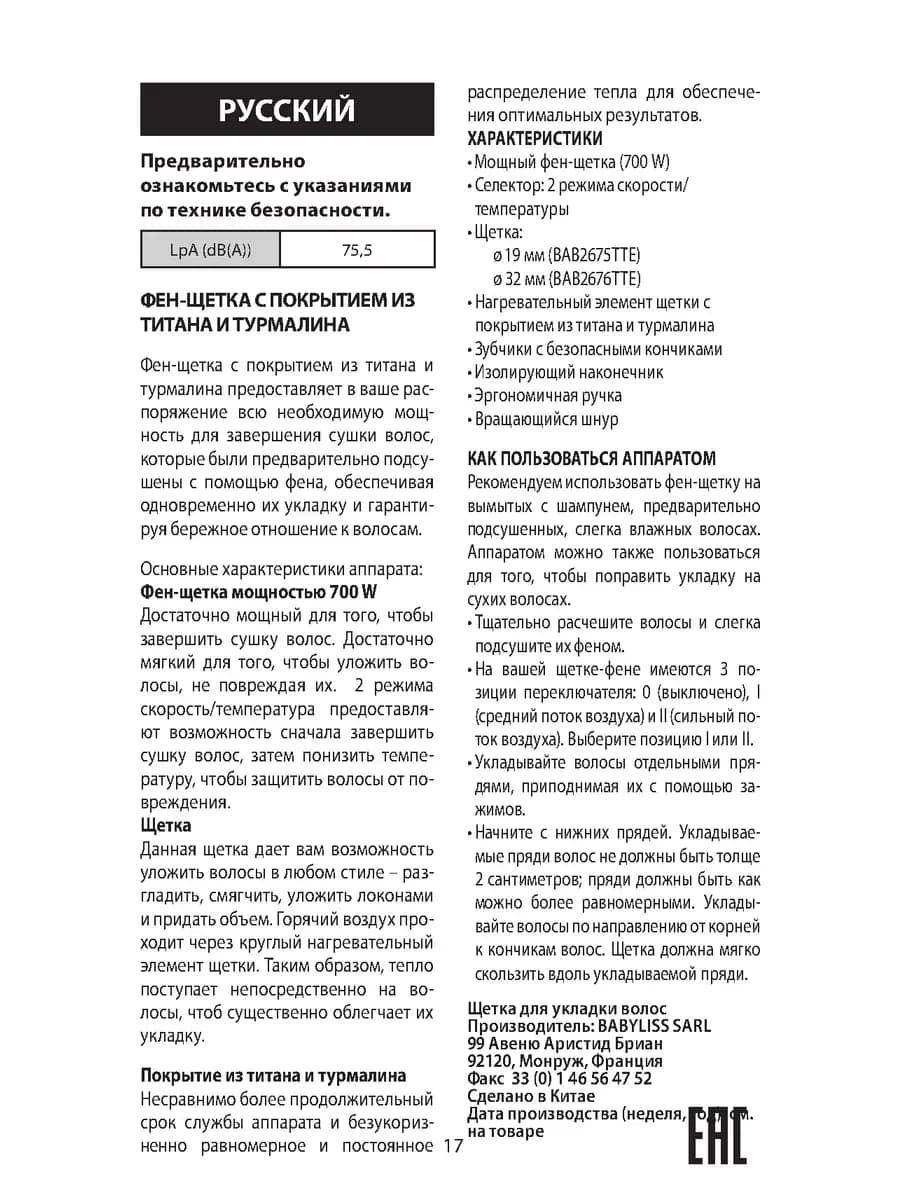 РУССКИЙ
Предварительно
ознакомьтесь с указаниями
по технике безопасности.
LpA (dB(A)) 75,5
ФЕН-ЩЕТКА С ПОКРЫТИЕМ ИЗ
ТИТАНА И ТУРМАЛИНА
Фен-щетка с покрытием из титана и
турмалина предоставляет в ваше рас-
поряжение всю необходимую мощ-
ность для завершения сушки волос,
которые были предварительно подсу-
шены с помощью фена, обеспечивая
одновременно их укладку и гаранти-
руя бережное отношение к волосам.
Основные характеристики аппарата:
Фен-щетка мощностью 700 W
Достаточно мощный для того, чтобы
завершить сушку волос. Достаточно
мягкий для того, чтобы уложить во-
лосы, не повреждая их. 2 режима
скорость/температура предоставля-
ют возможность сначала завершить
сушку волос, затем понизить темпе-
ратуру, чтобы защитить волосы от по-
вреждения.
Щетка
Данная щетка дает вам возможность
уложить волосы в любом стиле – раз-
гладить, смягчить, уложить локонами
и придать объем. Горячий воздух про-
ходит через круглый нагревательный
элемент щетки. Таким образом, тепло
поступает непосредственно на во-
лосы, чтоб существенно облегчает их
укладку.
Покрытие из титана и турмалина
Несравнимо более продолжительный
срок службы аппарата и безукориз-
ненно равномерное и постоянное
распределение тепла для обеспече-
ния оптимальных результатов.
ХАРАКТЕРИСТИКИ
• Мощный фен-щетка (700 W)
• Селектор: 2 режима скорости/
температуры
• Щетка:
ø 19 мм (BAB2675TTE)
ø 32 мм (BAB2676TTE)
• Нагревательный элемент щетки с
покрытием из титана и турмалина
• Зубчики с безопасными кончиками
• Изолирующий наконечник
• Эргономичная ручка
• Вращающийся шнур
КАК ПОЛЬЗОВАТЬСЯ АППАРАТОМ
Рекомендуем использовать фен-щетку на
вымытых с шампунем, предварительно
подсушенных, слегка влажных волосах.
Аппаратом можно также пользоваться
для того, чтобы поправить укладку на
сухих волосах.
• Тщательно расчешите волосы и слегка
подсушите их феном.
• На вашей щетке-фене имеются 3 по-
зиции переключателя: 0 (выключено), I
(средний поток воздуха) и II (сильный по-
ток воздуха). Выберите позицию I или II.
• Укладывайте волосы отдельными пря-
дями, приподнимая их с помощью за-
жимов.
• Начните с нижних прядей. Укладывае-
мые пряди волос не должны быть толще
2 сантиметров; пряди должны быть как
можно более равномерными. Уклады-
вайте волосы по направлению от корней
к кончикам волос. Щетка должна мягко
скользить вдоль укладываемой пряди.
Щетка для укладки волос
Производитель: BABYLISS SARL
99 Авеню Аристид Бриан
92120, Монруж, Франция
Факс 33 (0) 1 46 56 47 52
Сделано в Китае
Дата производства (неделя, год) см.
на товаре
EAC
17